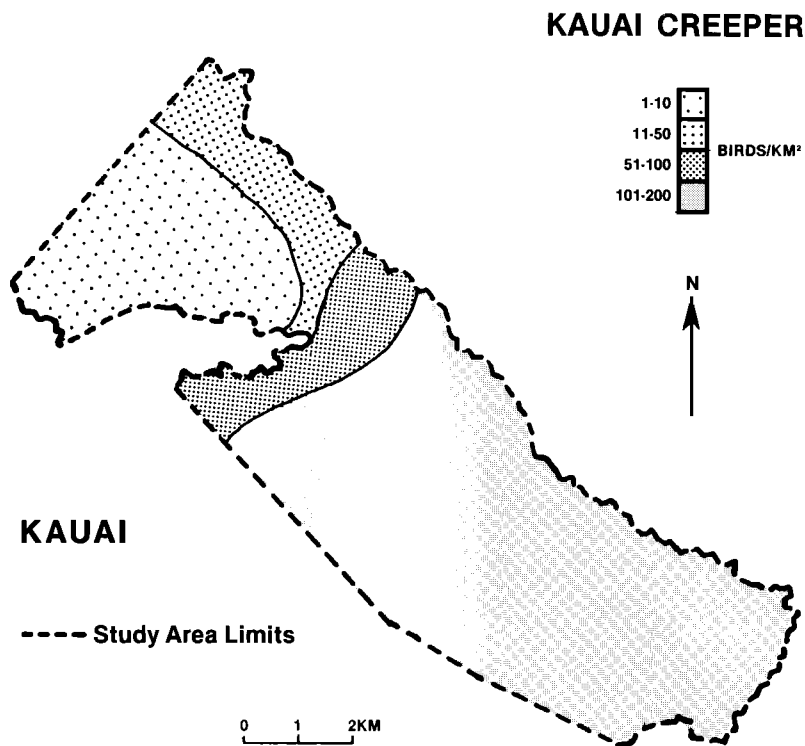 KAUAI CREEPER
1-10
11-50
BIRDS/KM²
51-100
101-200
N
KAUAI
Study Area Limits
0 1 2KM